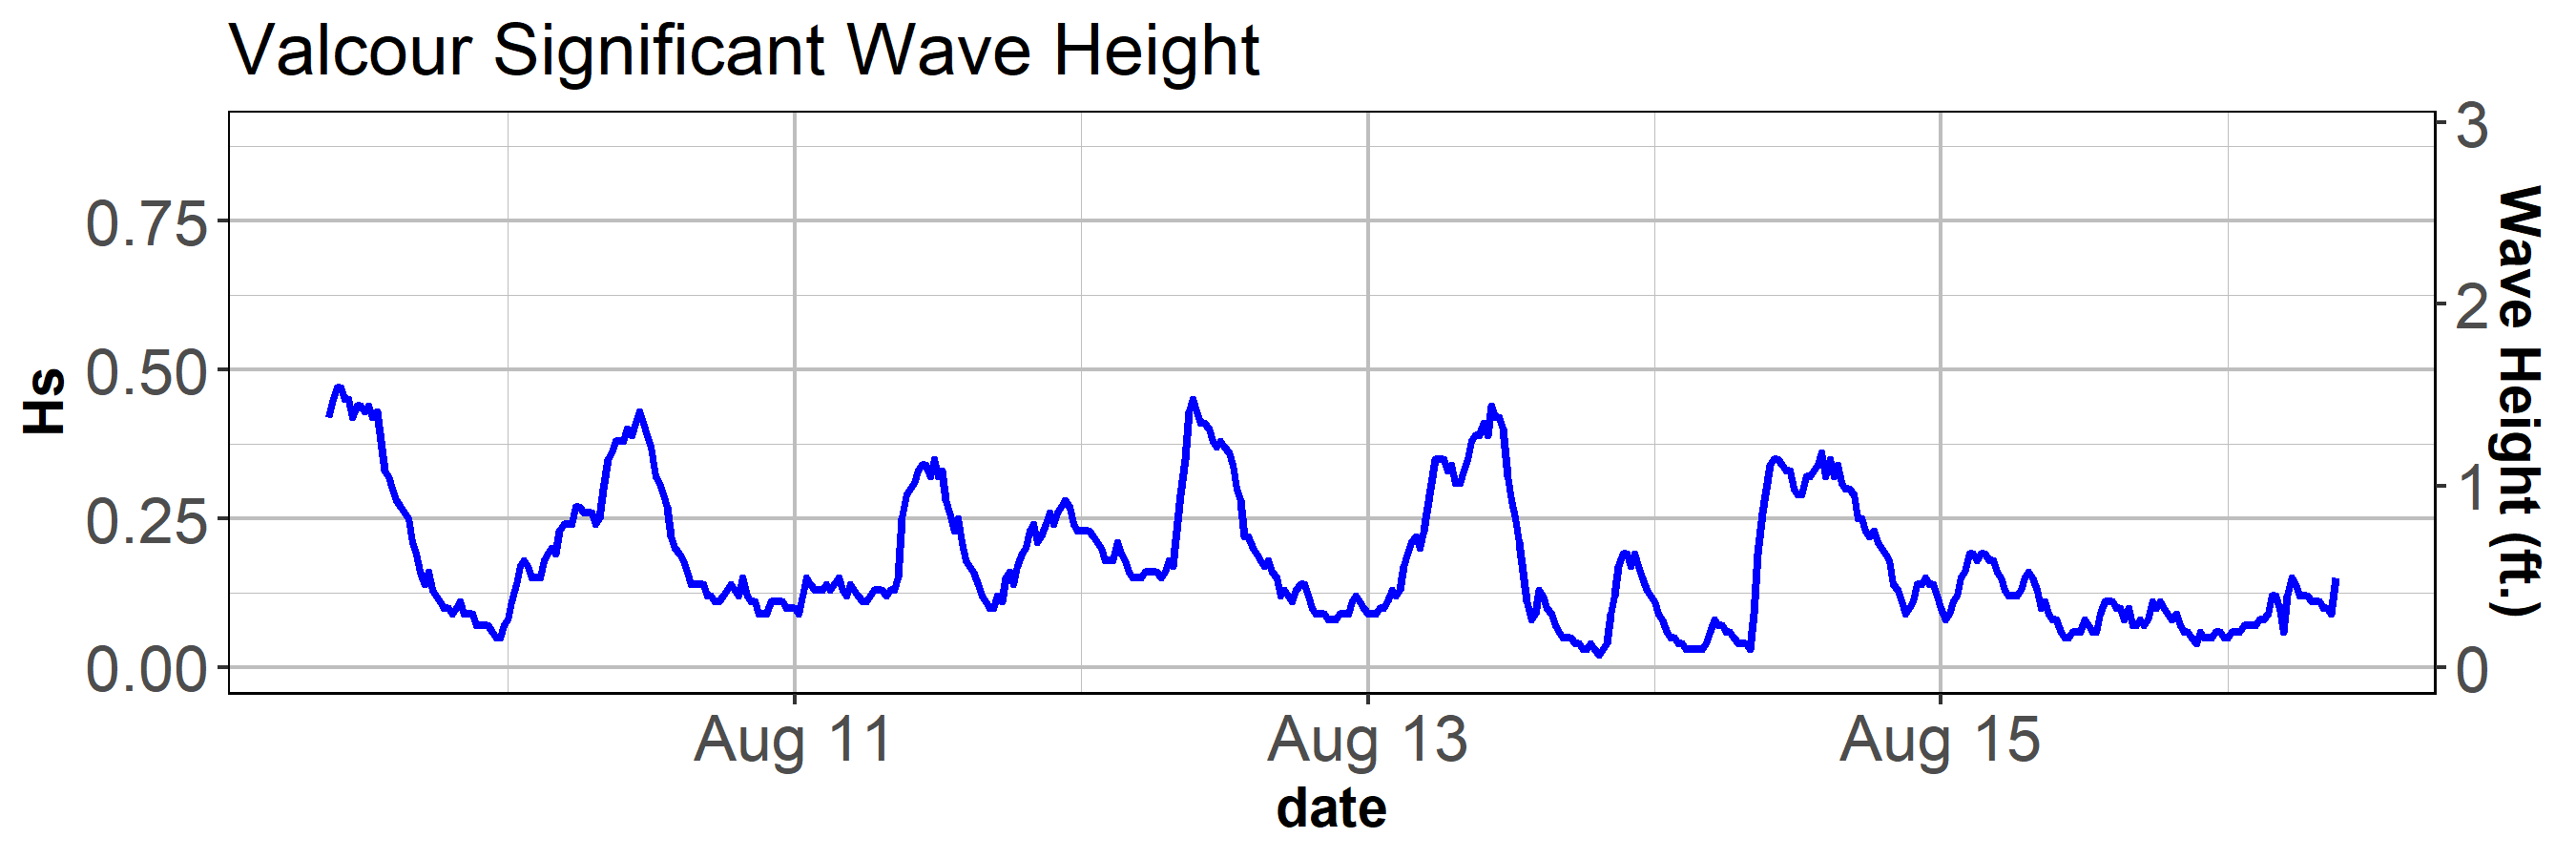 Valcour Significant Wave Height
3
0.75
2
0.50
1
0.25
0.00
0
Hs
Wave Height (ft.)
Aug 11
Aug 13
Aug 15
date